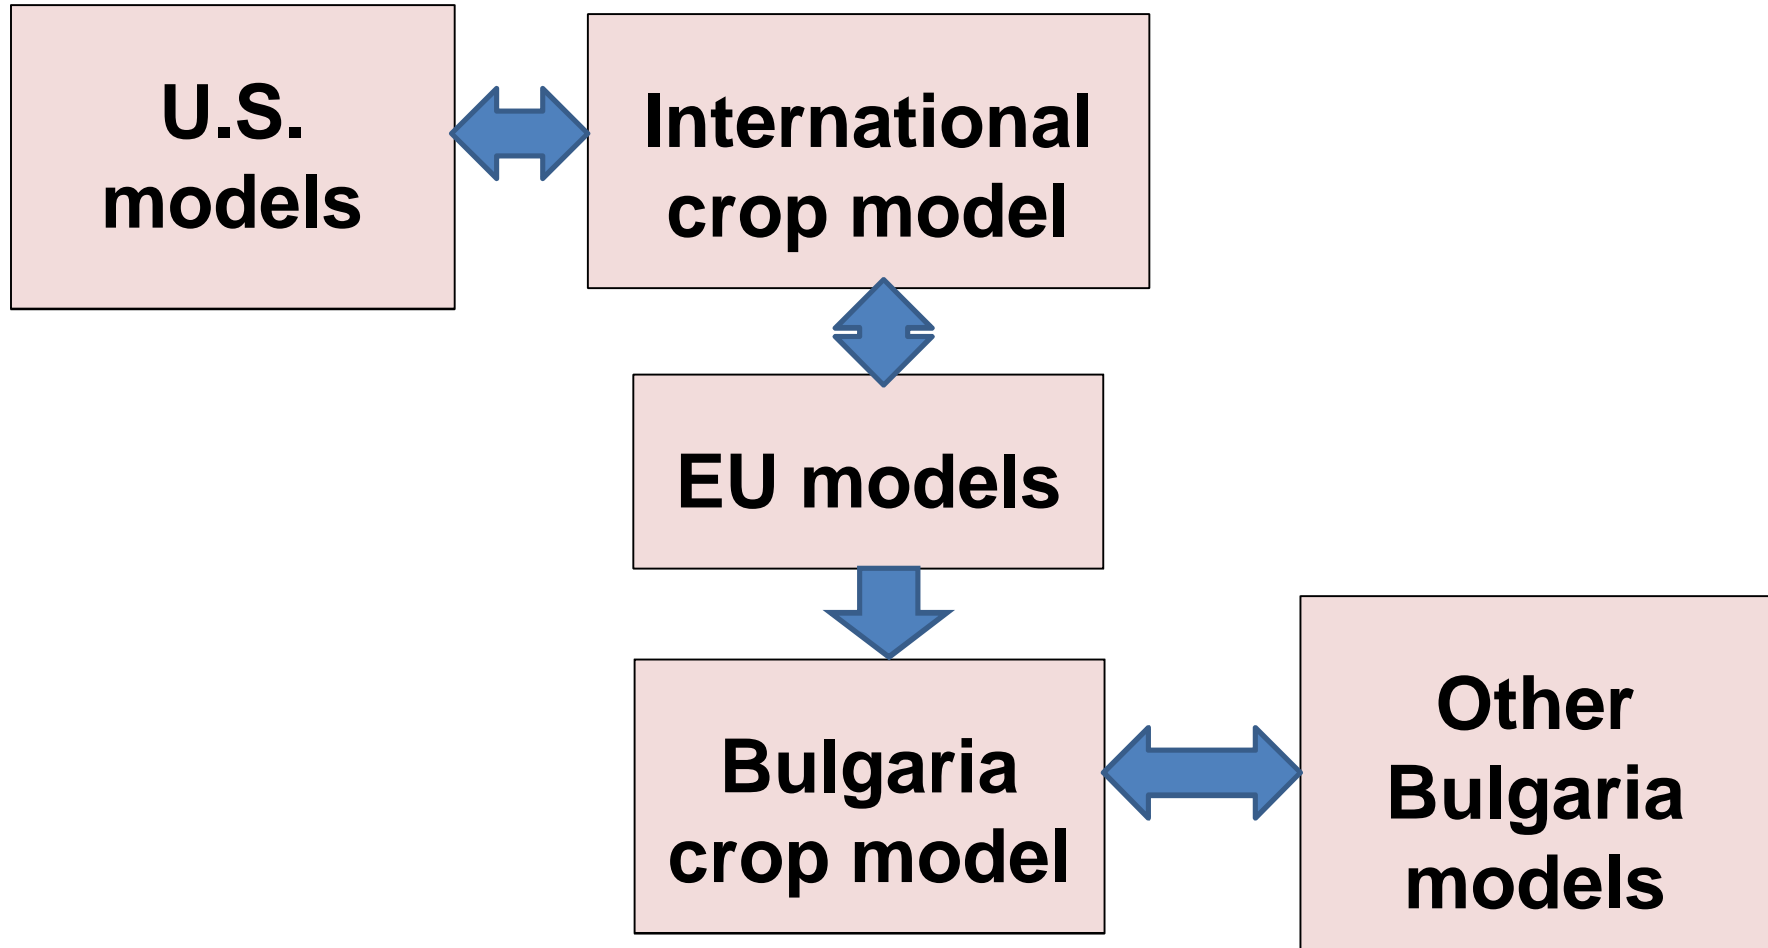 U.S.
models
International
crop model
EU models
Bulgaria
crop model
Other
Bulgaria
models